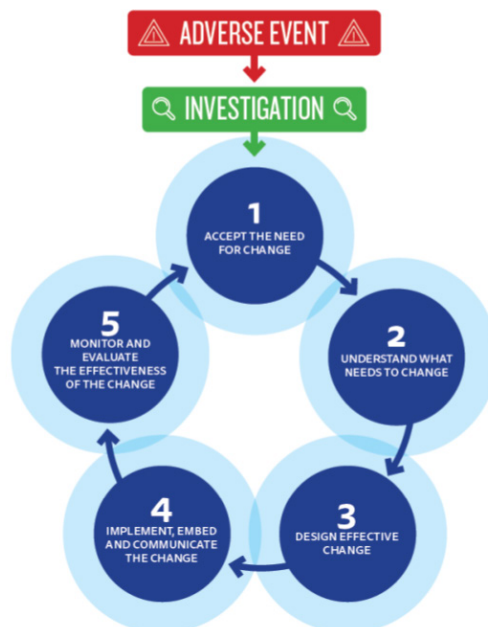 ADVERSE EVENT
INVESTIGATION
1
ACCEPT THE NEED
FOR CHANGE
2
UNDERSTAND WHAT
NEEDS TO CHANGE
3
DESIGN EFFECTIVE
CHANGE
4
IMPLEMENT, EMBED
AND COMMUNICATE
THE CHANGE
5
MONITOR AND
EVALUATE
THE EFFECTIVENESS
OF THE CHANGE